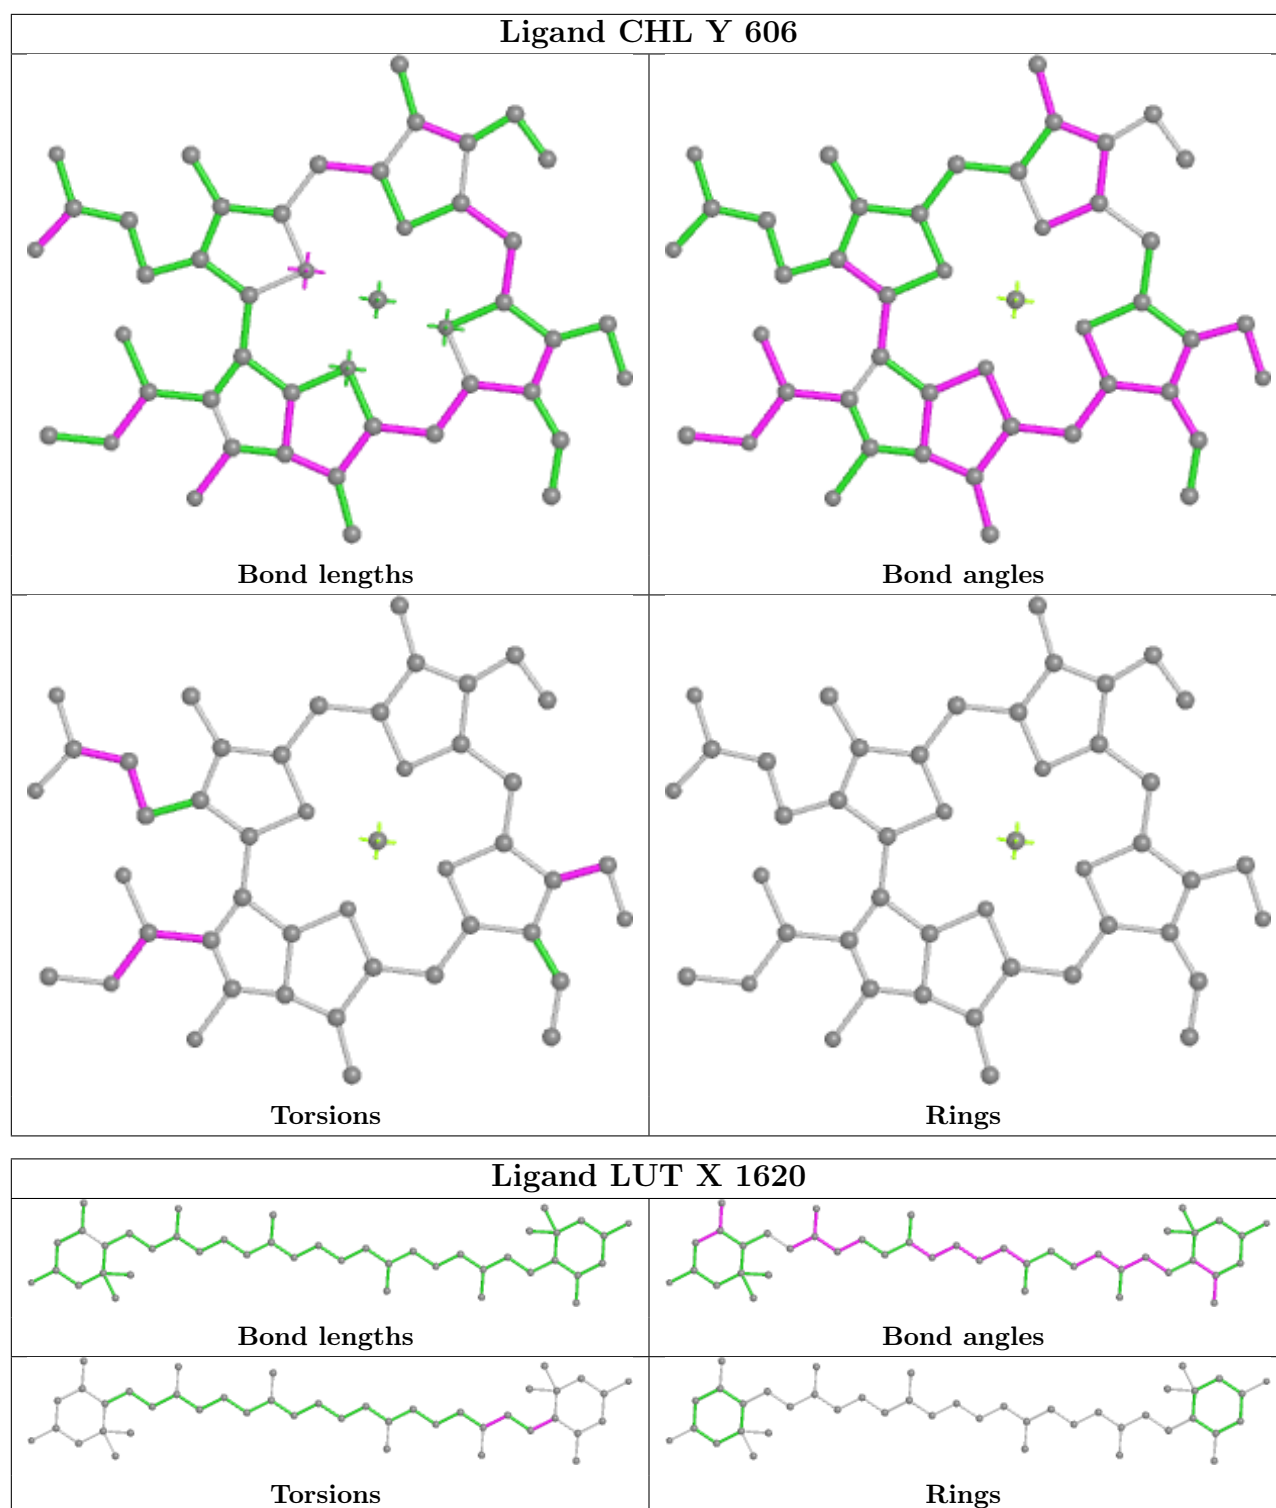 Ligand CHL Y 606
Bond lengths
Bond angles
Torsions
Rings
Ligand LUT X 1620
Bond lengths
Bond angles
Torsions
Rings